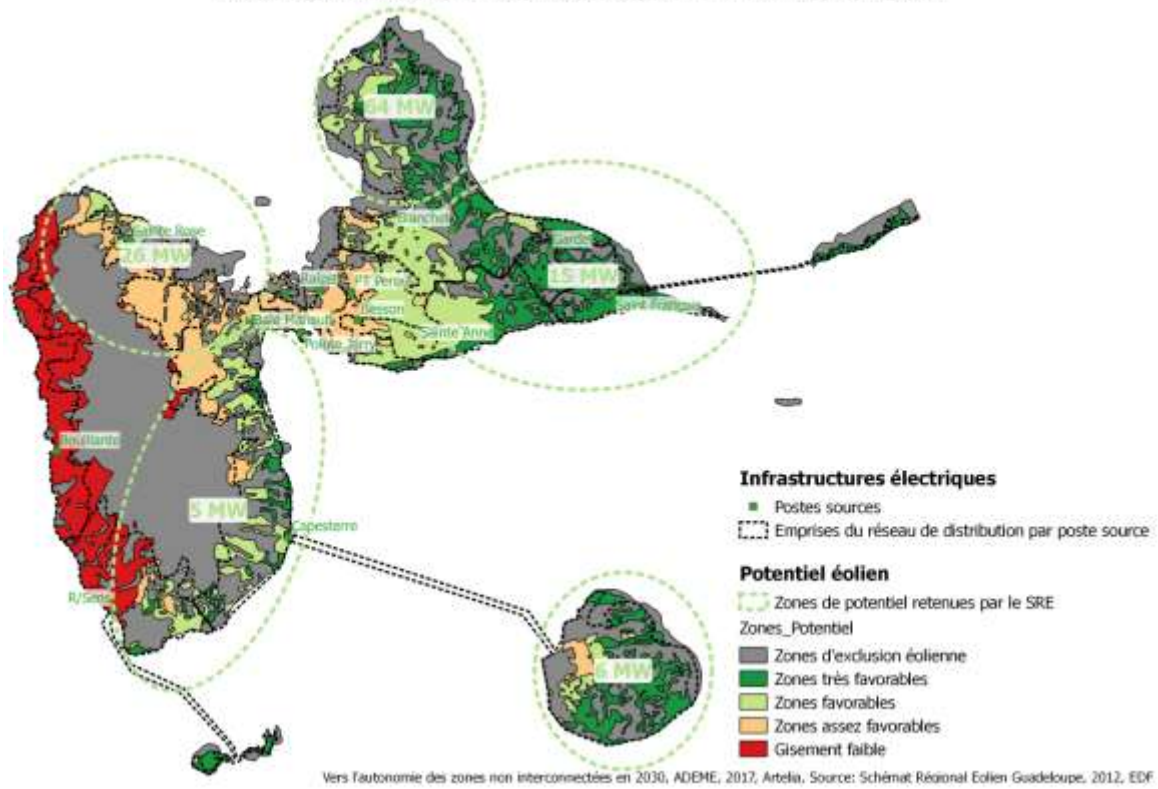 64 MW
Blanchet
Sainte Rose
26 MW
Garde
15 MW
PT Perou
Saint François
Besson
Baie Mahault
Sainte Anne
Pointe Jarry
Bouillante
5 MW
Capesterre
R/Sens
6 MW
Infrastructures électriques
Postes sources
Emprises du réseau de distribution par poste source
Potentiel éolien
Zones de potentiel retenues par le SRE
Zones_Potentiel
Zones d'exclusion éolienne
Zones très favorables
Zones favorables
Zones assez favorables
Gisement faible
Vers l'autonomie des zones non interconnectées en 2030, ADEME, 2017, Artelia. Source: Schémat Régional Eolien Guadeloupe, 2012, EDF